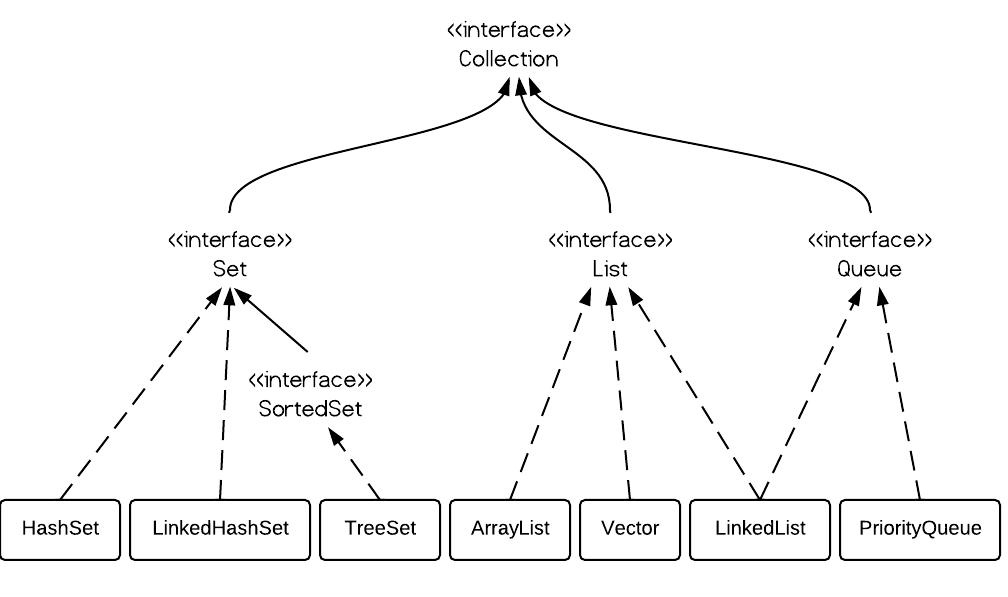 <<interface>>
Collection
<<interface>>
Set
<<interface>>
List
<<interface>>
Queue
<<interface>>
SortedSet
HashSet
LinkedHashSet
TreeSet
ArrayList
Vector
LinkedList
PriorityQueue